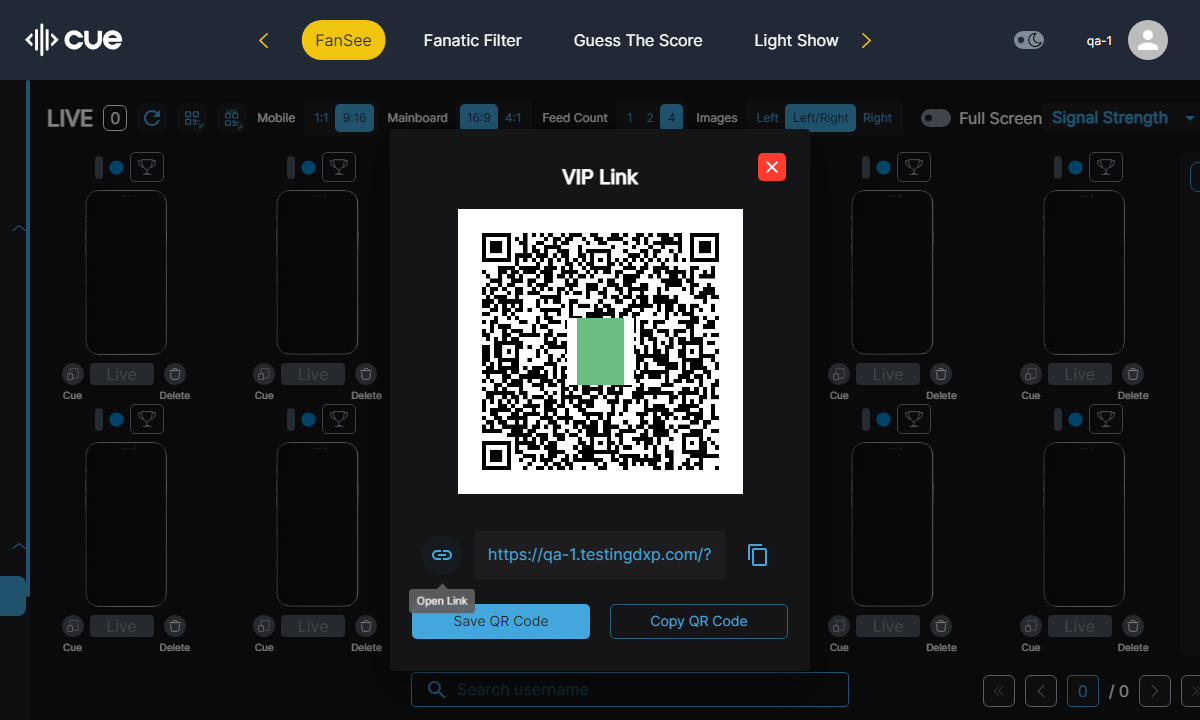 cue
FanSee
Fanatic Filter
Guess The Score
Light Show
qa-1
LIVE 0
Mobile 1:1 9:16
Mainboard 16:9 4:1
Feed Count 1 2 4
Images Left Left/Right Right
Full Screen
Signal Strength
VIP Link
Live Live Live Live
Cue Delete Cue Delete Cue Delete Cue Delete
https://qa-1.testingdxp.com/?
Open Link
Save QR Code
Copy QR Code
Live Live Live Live
Cue Delete Cue Delete Cue Delete Cue Delete
Search username
0 / 0